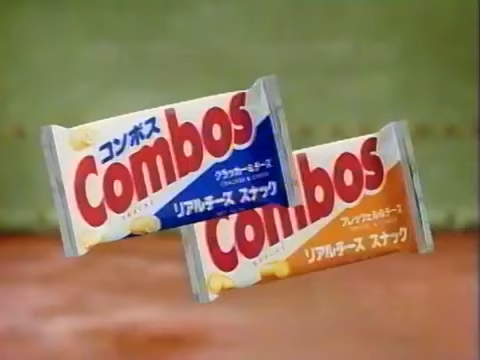 コンボス
Combos
クラッカー&チーズ
CRACKER & CHEESE
リアルチーズ スナック
Combos
プレッツェル&チーズ
リアルチーズ スナック